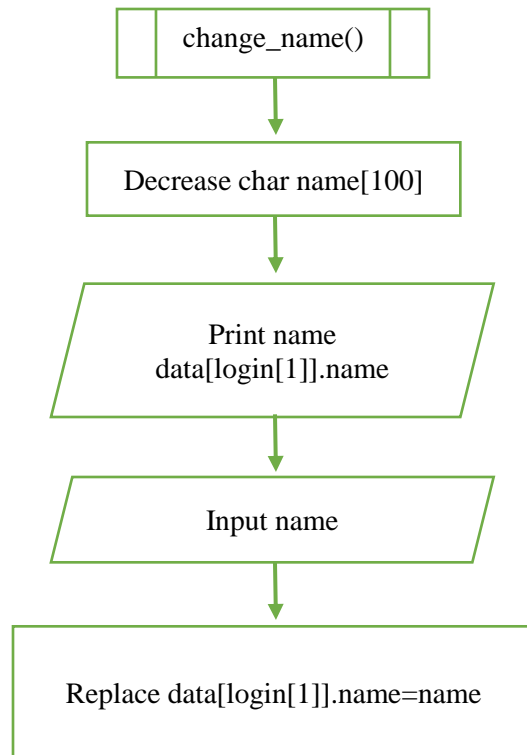 change_name()
Decrease char name[100]
Print name
data[login[1]].name
Input name
Replace data[login[1]].name=name